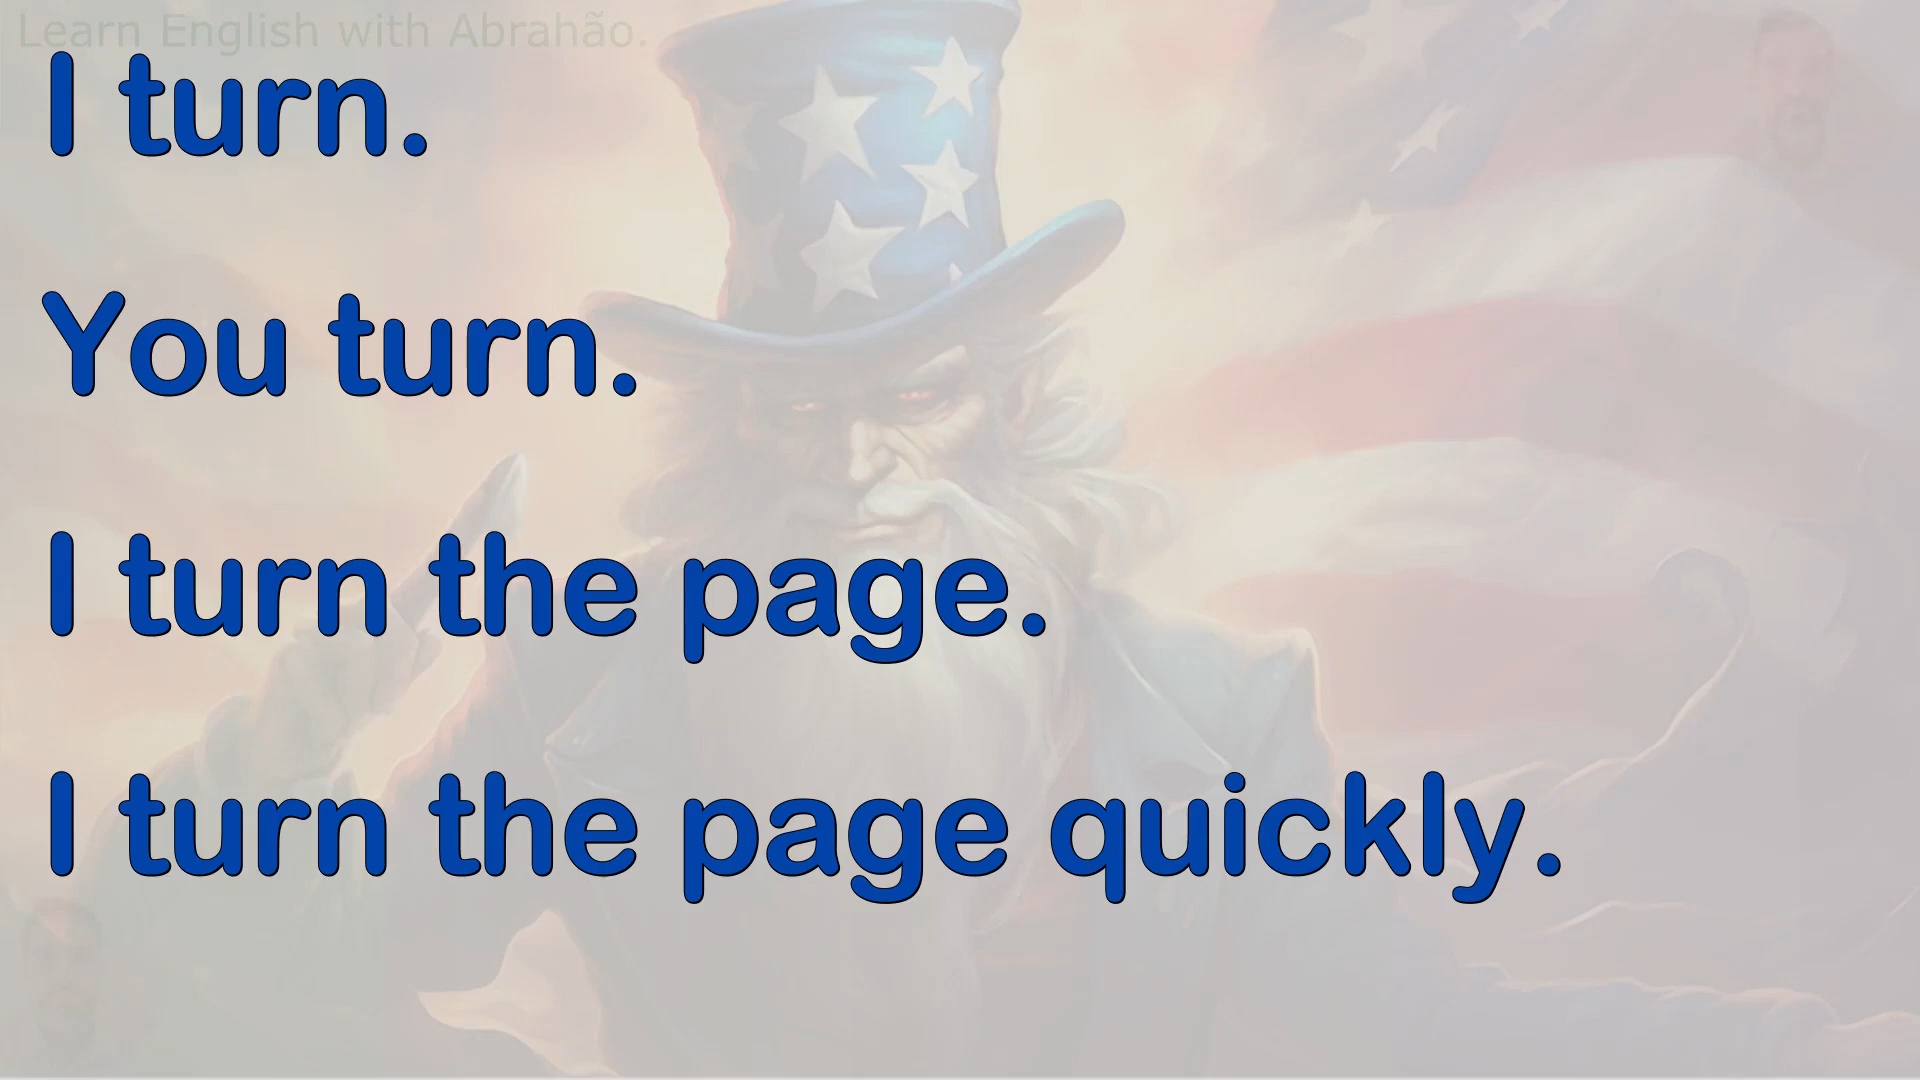 Learn English with Abrahão.
I turn.
You turn.
I turn the page.
I turn the page quickly.